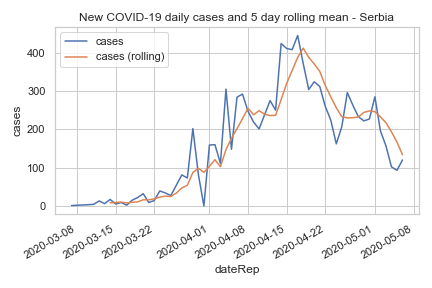 New COVID-19 daily cases and 5 day rolling mean - Serbia
cases
cases (rolling)
400
300
200
100
0
cases
2020-03-08
2020-03-15
2020-03-22
2020-04-01
2020-04-08
2020-04-15
2020-04-22
2020-05-01
2020-05-08
dateRep